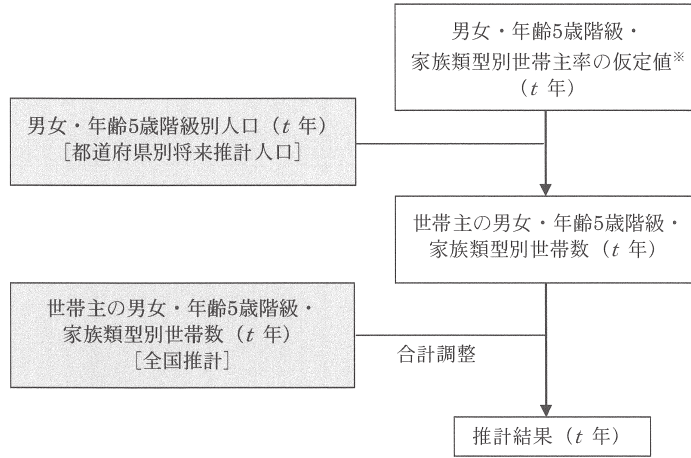 男女・年齢5歳階級・
家族類型別世帯主率の仮定値※
（t 年）
男女・年齢5歳階級別人口（t 年）
［都道府県別将来推計人口］
世帯主の男女・年齢5歳階級・
家族類型別世帯数（t 年）
世帯主の男女・年齢5歳階級・
家族類型別世帯数（t 年）
［全国推計］
合計調整
推計結果（t 年）